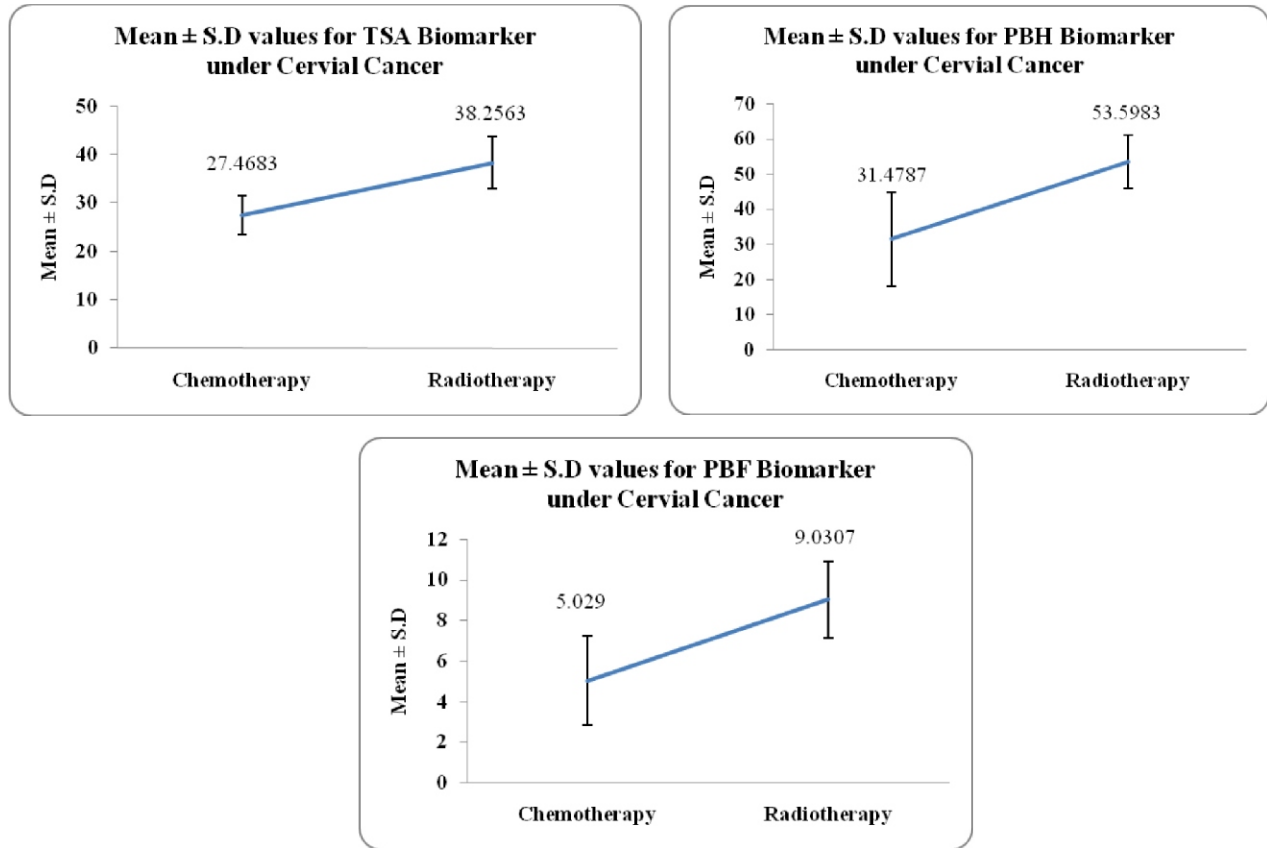 Mean ± S.D values for TSA Biomarker
under Cervial Cancer
Mean ± S.D
50
40
30
20
10
0
27.4683
38.2563
Chemotherapy
Radiotherapy
Mean ± S.D values for PBH Biomarker
under Cervial Cancer
Mean ± S.D
70
60
50
40
30
20
10
0
31.4787
53.5983
Chemotherapy
Radiotherapy
Mean ± S.D values for PBF Biomarker
under Cervial Cancer
Mean ± S.D
12
10
8
6
4
2
0
5.029
9.0307
Chemotherapy
Radiotherapy